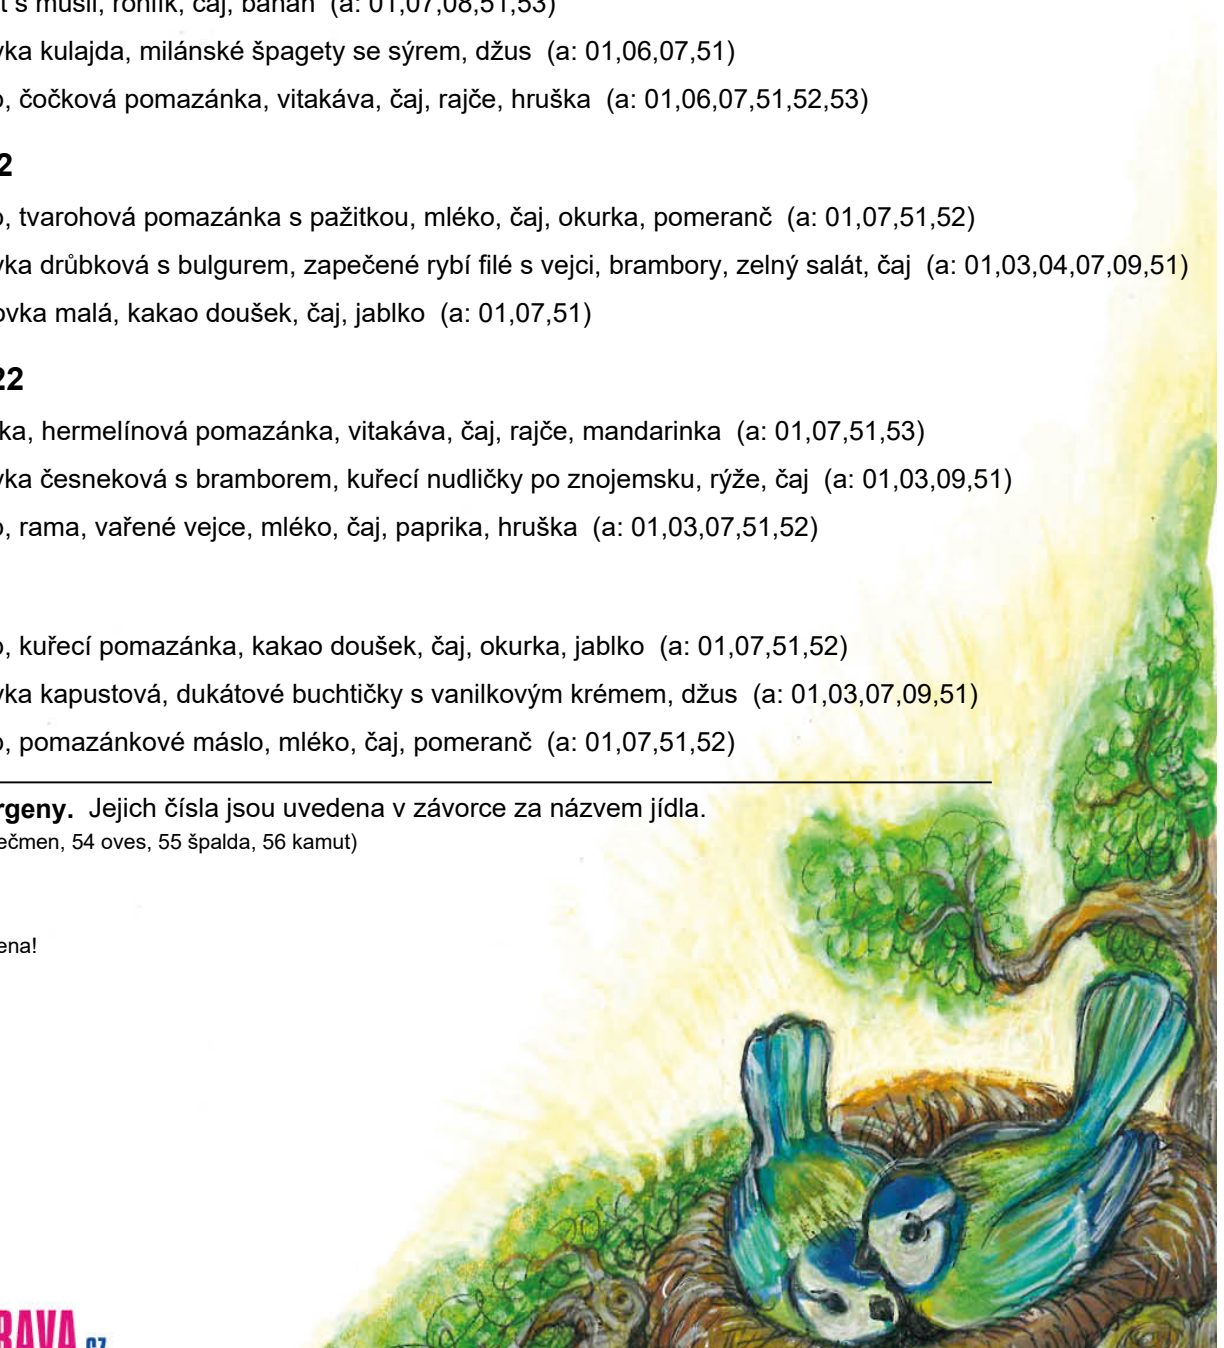 t s müsli, rohlík, čaj, banán (a: 01,07,08,51,53)
vka kulajda, milánské špagety se sýrem, džus (a: 01,06,07,51)
, čočková pomazánka, vitakáva, čaj, rajče, hruška (a: 01,06,07,51,52,53)
2
, tvarohová pomazánka s pažitkou, mléko, čaj, okurka, pomeranč (a: 01,07,51,52)
vka drůbková s bulgurem, zapečené rybí filé s vejci, brambory, zelný salát, čaj (a: 01,03,04,07,09,51)
ovka malá, kakao doušek, čaj, jablko (a: 01,07,51)
22
ka, hermelínová pomazánka, vitakáva, čaj, rajče, mandarinka (a: 01,07,51,53)
vka česneková s bramborem, kuřecí nudličky po znojemsku, rýže, čaj (a: 01,03,09,51)
, rama, vařené vejce, mléko, čaj, paprika, hruška (a: 01,03,07,51,52)
, kuřecí pomazánka, kakao doušek, čaj, okurka, jablko (a: 01,07,51,52)
vka kapustová, dukátové buchtičky s vanilkovým krémem, džus (a: 01,03,07,09,51)
, pomazánkové máslo, mléko, čaj, pomeranč (a: 01,07,51,52)
rgeny. Jejich čísla jsou uvedena v závorce za názvem jídla.
ečmen, 54 oves, 55 špalda, 56 kamut)
ena!
RAVA.cz